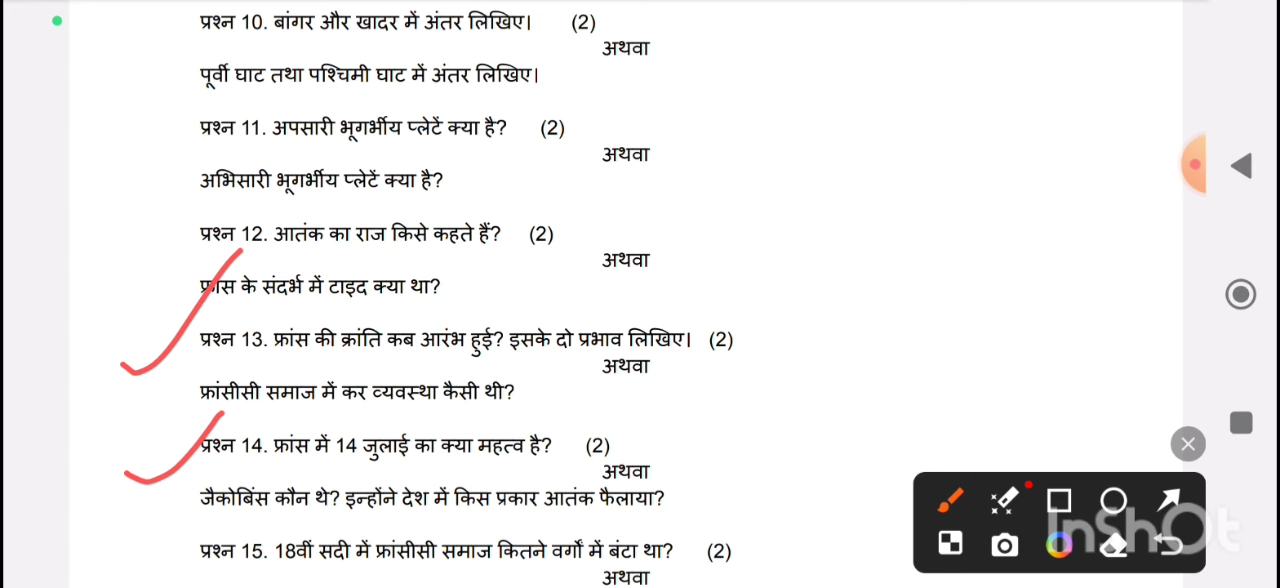 प्रश्न 10. बांगर और खादर में अंतर लिखिए। (2)
अथवा
पूर्वी घाट तथा पश्चिमी घाट में अंतर लिखिए।
प्रश्न 11. अपसारी भूगर्भीय प्लेटें क्या है? (2)
अथवा
अभिसारी भूगर्भीय प्लेटें क्या है?
प्रश्न 12. आतंक का राज किसे कहते हैं? (2)
अथवा
फ्रांस के संदर्भ में टाइद क्या था?
प्रश्न 13. फ्रांस की क्रांति कब आरंभ हुई? इसके दो प्रभाव लिखिए। (2)
अथवा
फ्रांसीसी समाज में कर व्यवस्था कैसी थी?
प्रश्न 14. फ्रांस में 14 जुलाई का क्या महत्व है? (2)
अथवा
जैकोबिंस कौन थे? इन्होंने देश में किस प्रकार आतंक फैलाया?
InShOt
प्रश्न 15. 18वीं सदी में फ्रांसीसी समाज कितने वर्गों में बंटा था? (2)
अथवा